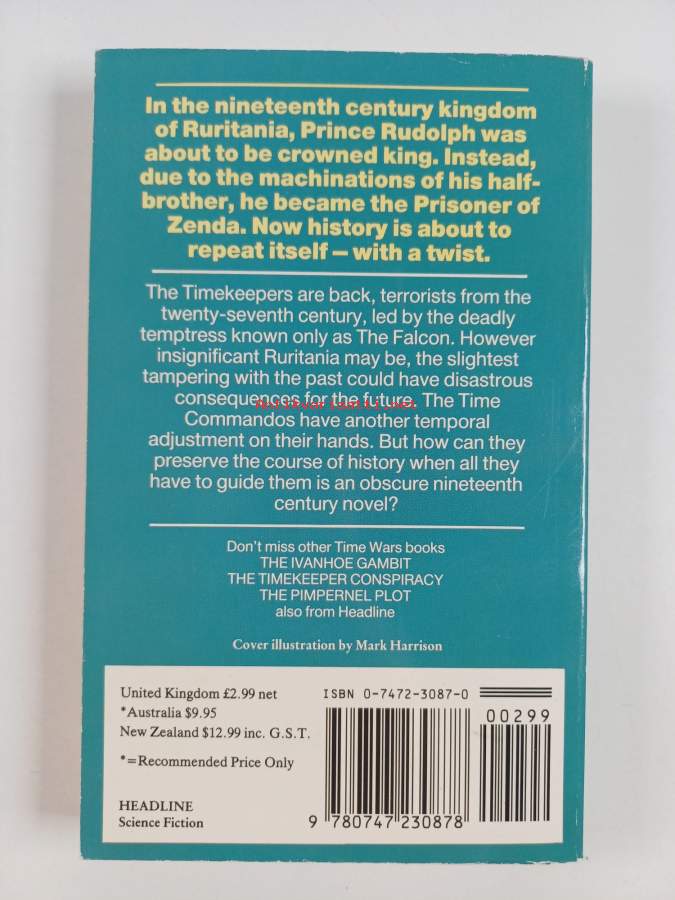 In the nineteenth century kingdom
of Ruritania, Prince Rudolph was
about to be crowned king. Instead,
due to the machinations of his half-
brother, he became the Prisoner of
Zenda. Now history is about to
repeat itself – with a twist.
The Timekeepers are back, terrorists from the
twenty-seventh century, led by the deadly
temptress known only as The Falcon. However
insignificant Ruritania may be, the slightest
tampering with the past could have disastrous
consequences for the future. The Time
Commandos have another temporal
adjustment on their hands. But how can they
preserve the course of history when all they
have to guide them is an obscure nineteenth
century novel?
Don't miss other Time Wars books
THE IVANHOE GAMBIT
THE TIMEKEEPER CONSPIRACY
THE PIMPERNEL PLOT
also from Headline
Cover illustration by Mark Harrison
United Kingdom £2.99 net
*Australia $9.95
New Zealand $12.99 inc. G.S.T.
*=Recommended Price Only
HEADLINE
Science Fiction
ISBN 0-7472-3087-0
00299
9 780747 230878